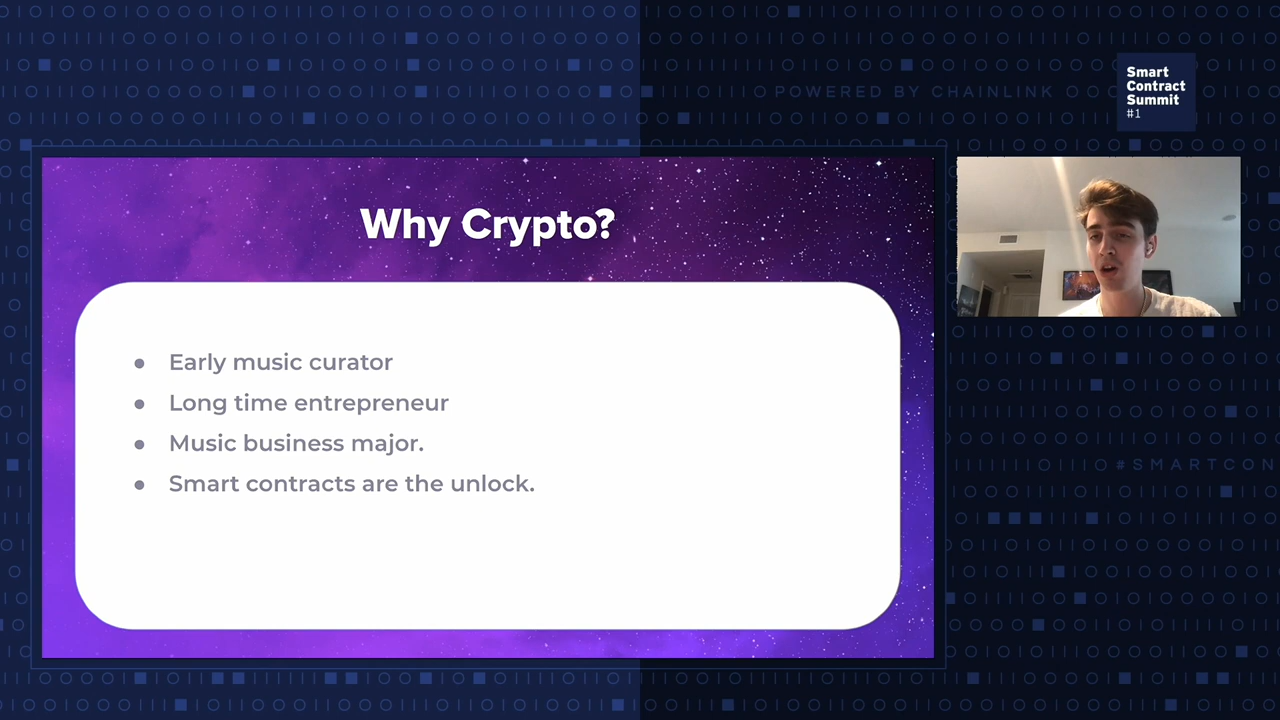 POWERED BY CHAINLINK
Smart
Contract
Summit
#1
Why Crypto?
Early music curator
Long time entrepreneur
Music business major.
Smart contracts are the unlock.
#SMARTCON